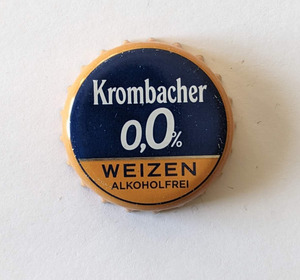 Krombacher
0,0%
WEIZEN
ALKOHOLFREI